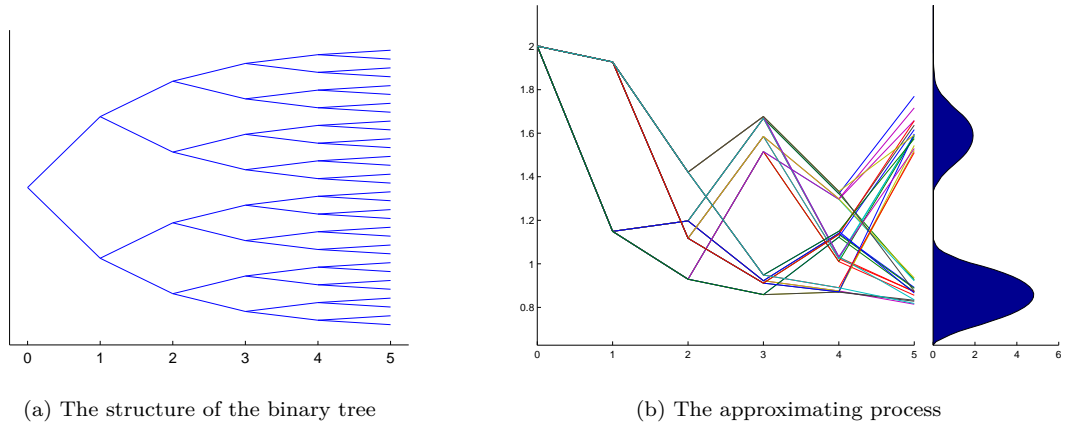 0 1 2 3 4 5
(a) The structure of the binary tree
2
1.8
1.6
1.4
1.2
1
0.8
0 1 2 3 4 5
0 2 4 6
(b) The approximating process